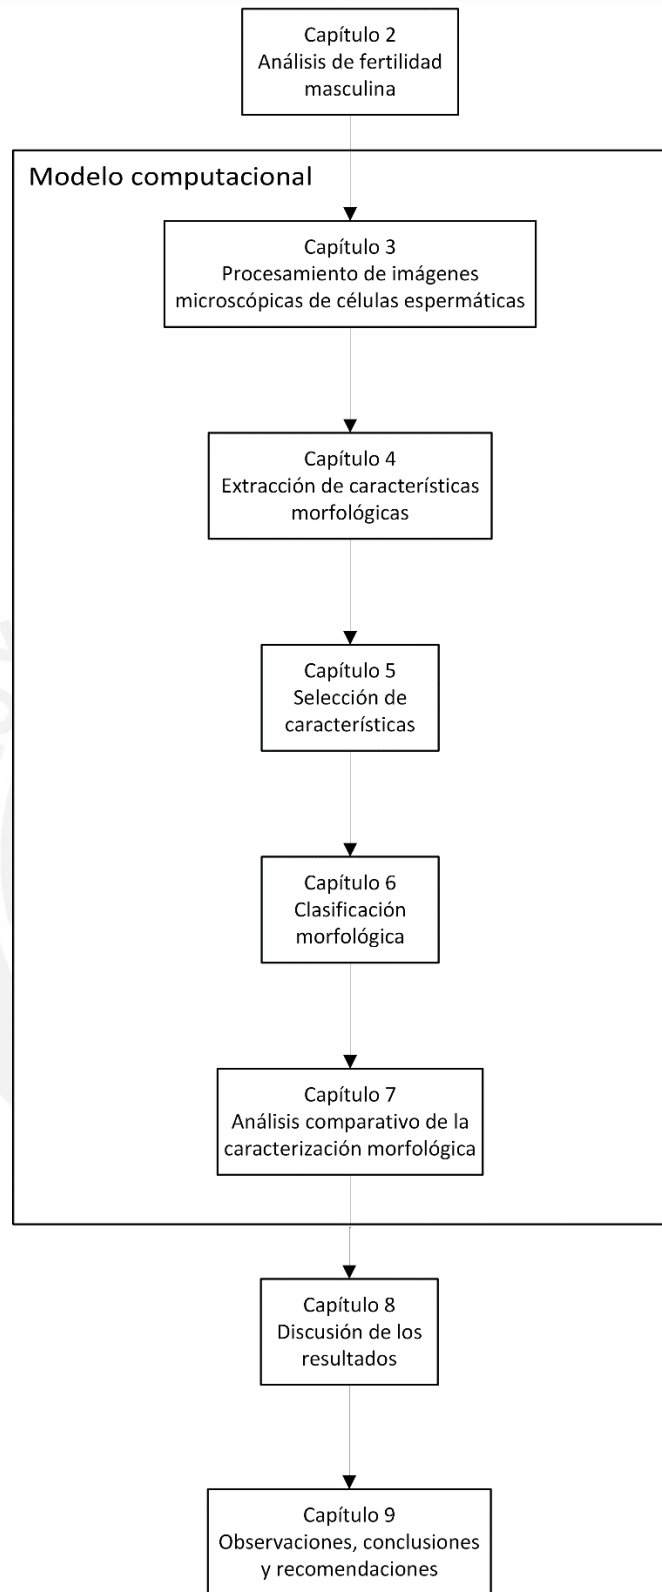 Capítulo 2
Análisis de fertilidad
masculina
Modelo computacional
Capítulo 3
Procesamiento de imágenes
microscópicas de células espermáticas
Capítulo 4
Extracción de características
morfológicas
Capítulo 5
Selección de
características
Capítulo 6
Clasificación
morfológica
Capítulo 7
Análisis comparativo de la
caracterización morfológica
Capítulo 8
Discusión de los
resultados
Capítulo 9
Observaciones, conclusiones
y recomendaciones